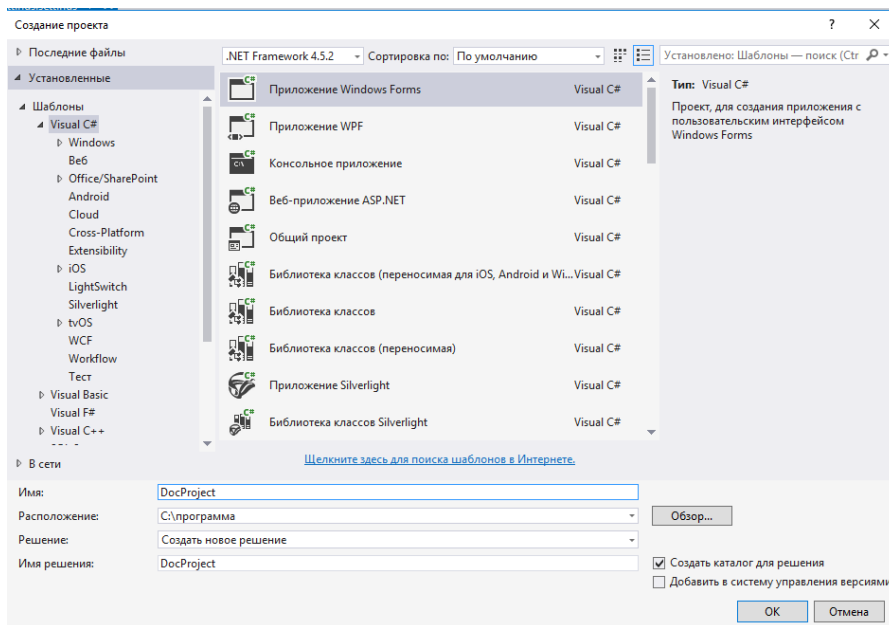 Создание проекта
? X
Последние файлы
.NET Framework 4.5.2
Сортировка по: По умолчанию
Установлено: Шаблоны — поиск (Ctr
Установленные
Шаблоны
Visual C#
Windows
Веб
Office/SharePoint
Android
Cloud
Cross-Platform
Extensibility
iOS
LightSwitch
Silverlight
tvOS
WCF
Workflow
Тест
Visual Basic
Visual F#
Visual C++
В сети
Приложение Windows Forms Visual C#
Приложение WPF Visual C#
Консольное приложение Visual C#
Веб-приложение ASP.NET Visual C#
Общий проект Visual C#
Библиотека классов (переносимая для iOS, Android и Wi... Visual C#
Библиотека классов Visual C#
Библиотека классов (переносимая) Visual C#
Приложение Silverlight Visual C#
Библиотека классов Silverlight Visual C#
Щелкните здесь для поиска шаблонов в Интернете.
Тип: Visual C#
Проект, для создания приложения с
пользовательским интерфейсом
Windows Forms
Имя: DocProject
Расположение: C:\программа
Обзор...
Решение: Создать новое решение
Имя решения: DocProject
Создать каталог для решения
Добавить в систему управления версиями
OK Отмена